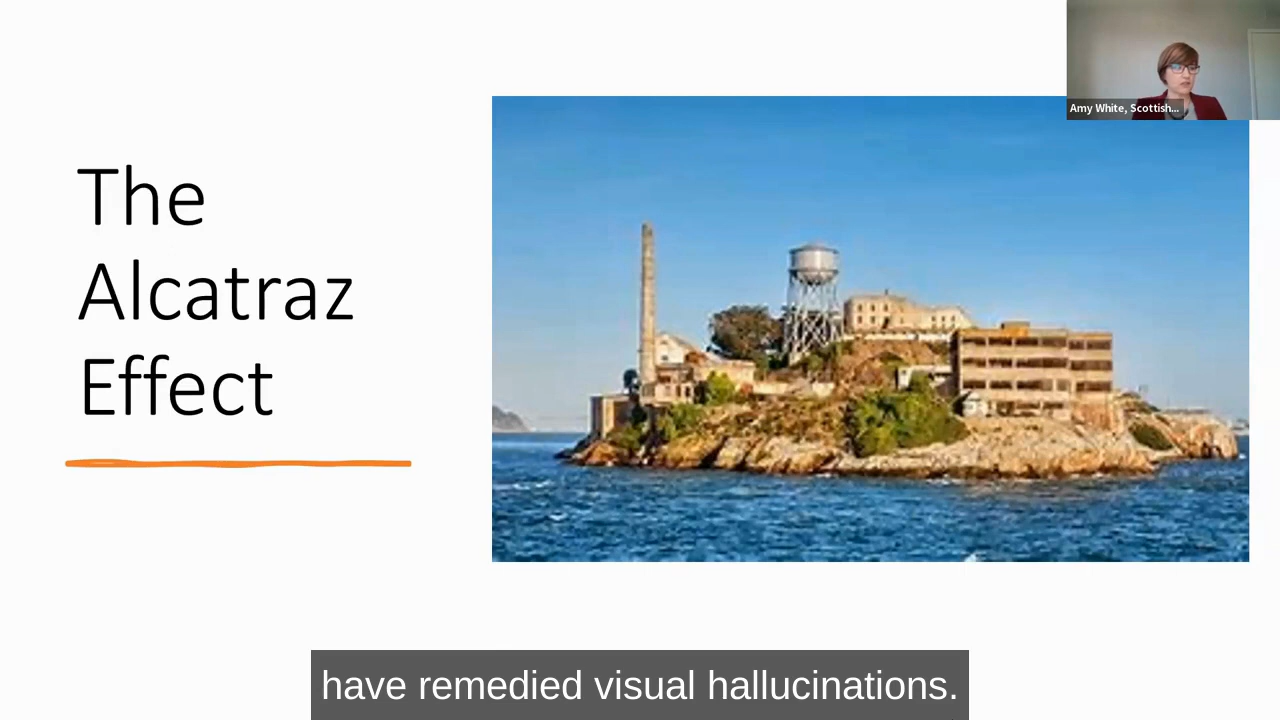 Amy White, Scottish...
The
Alcatraz
Effect
have remedied visual hallucinations.